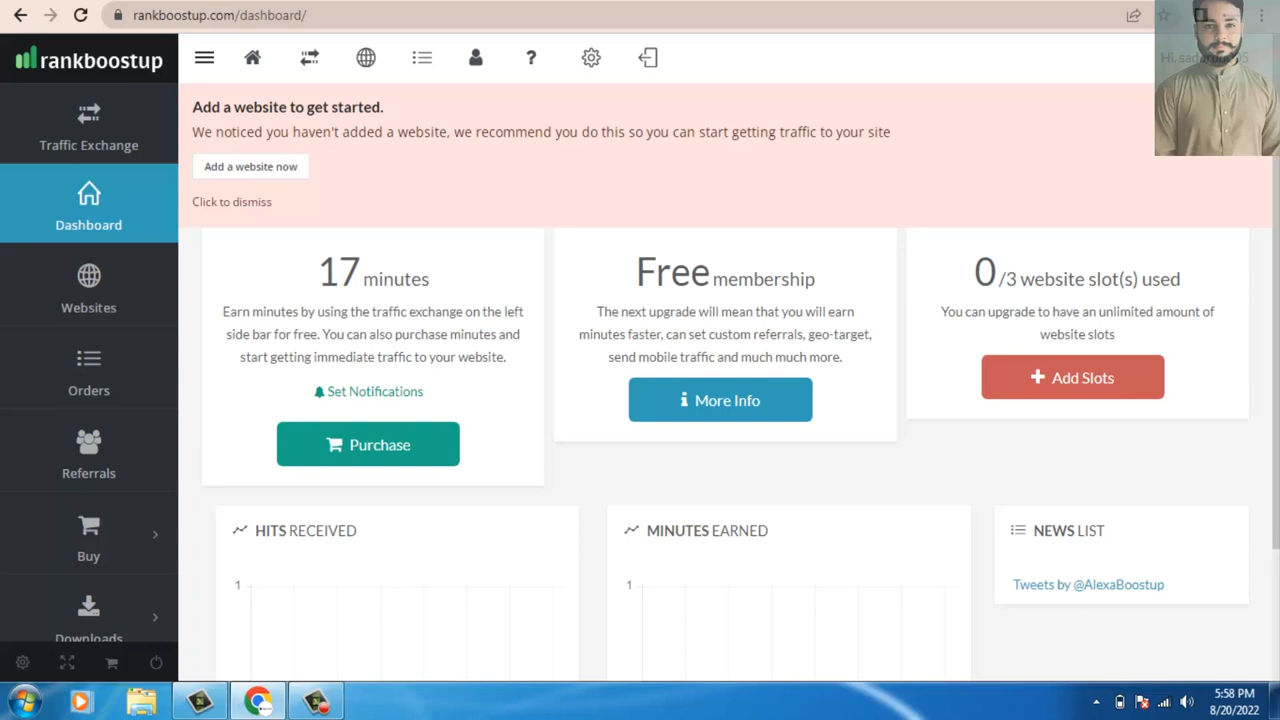 rankboostup.com/dashboard/
rankboostup
Traffic Exchange
Dashboard
Websites
Orders
Referrals
Buy
Downloads
Add a website to get started.
We noticed you haven't added a website, we recommend you do this so you can start getting traffic to your site
Add a website now
Click to dismiss
17 minutes
Earn minutes by using the traffic exchange on the left
side bar for free. You can also purchase minutes and
start getting immediate traffic to your website.
Set Notifications
Purchase
Free membership
The next upgrade will mean that you will earn
minutes faster, can set custom referrals, geo-target,
send mobile traffic and much much more.
More Info
0/3 website slot(s) used
You can upgrade to have an unlimited amount of
website slots
Add Slots
HITS RECEIVED
1
MINUTES EARNED
1
NEWS LIST
Tweets by @AlexaBoostup
5:58 PM
8/20/2022